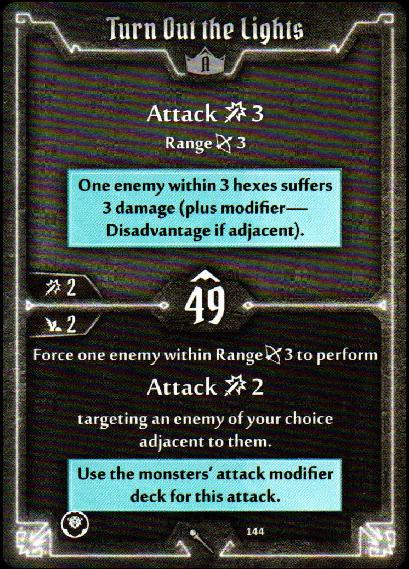 Turn Out the Lights
A
Attack 3
Range 3
One enemy within 3 hexes suffers
3 damage (plus modifier—
Disadvantage if adjacent).
2
49
2
Force one enemy within Range 3 to perform
Attack 2
targeting an enemy of your choice
adjacent to them.
Use the monsters' attack modifier
deck for this attack.
144